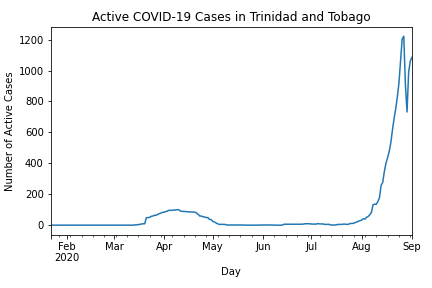 Active COVID-19 Cases in Trinidad and Tobago
1200
1000
800
600
400
200
0
Number of Active Cases
Feb Mar Apr May Jun Jul Aug Sep
2020
Day